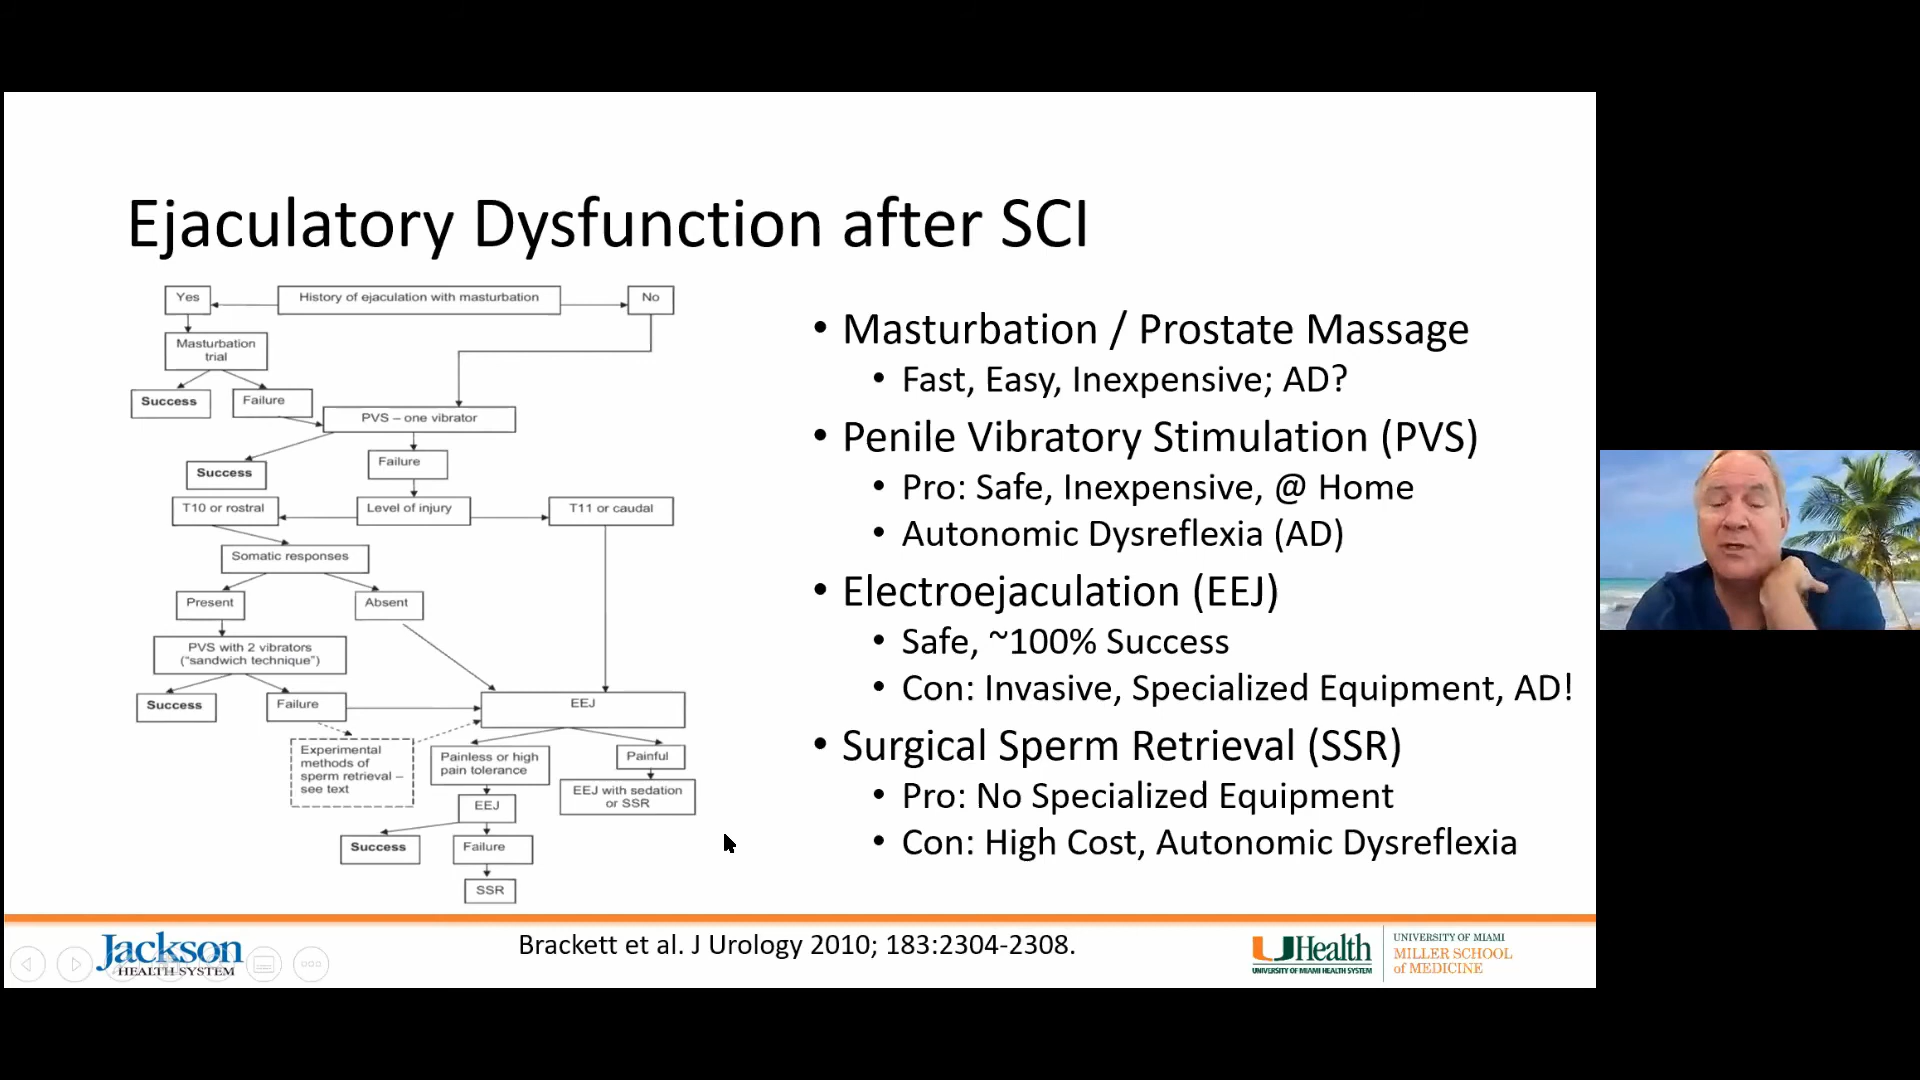 Ejaculatory Dysfunction after SCI
Yes
History of ejaculation with masturbation
No
Masturbation
trial
Success
Failure
PVS – one vibrator
Success
Failure
T10 or rostral
Level of injury
T11 or caudal
Somatic responses
Present
Absent
PVS with 2 vibrators
("sandwich technique")
Success
Failure
EEJ
Experimental
methods of
sperm retrieval –
see text
Painless or high
pain tolerance
Painful
EEJ
EEJ with sedation
or SSR
Success
Failure
SSR
• Masturbation / Prostate Massage
• Fast, Easy, Inexpensive; AD?
• Penile Vibratory Stimulation (PVS)
• Pro: Safe, Inexpensive, @ Home
• Autonomic Dysreflexia (AD)
• Electroejaculation (EEJ)
• Safe, ~100% Success
• Con: Invasive, Specialized Equipment, AD!
• Surgical Sperm Retrieval (SSR)
• Pro: No Specialized Equipment
• Con: High Cost, Autonomic Dysreflexia
Jackson
HEALTH SYSTEM
Brackett et al. J Urology 2010; 183:2304-2308.
UHealth
UNIVERSITY OF MIAMI HEALTH SYSTEM
UNIVERSITY OF MIAMI
MILLER SCHOOL
of MEDICINE